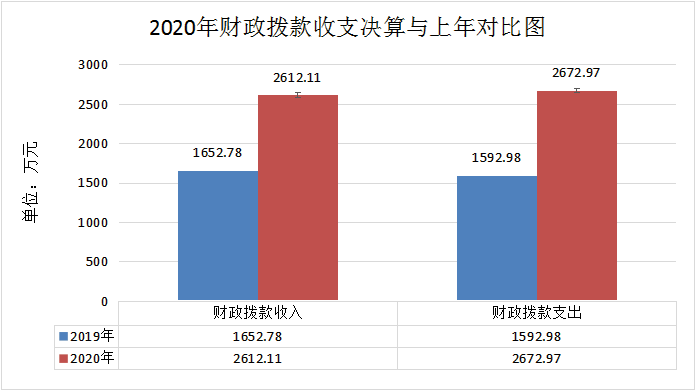 2020年财政拨款收支决算与上年对比图
单位：万元
3000
2500
2000
1500
1000
500
0
1652.78
2612.11
1592.98
2672.97
财政拨款收入 财政拨款支出
2019年 1652.78 1592.98
2020年 2612.11 2672.97